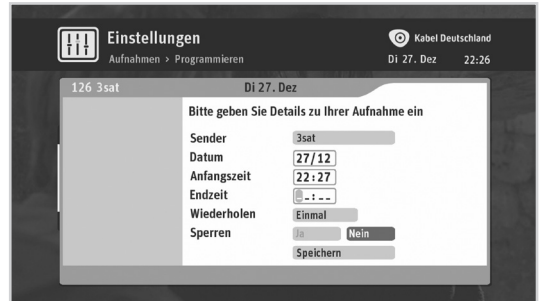 Einstellungen
Kabel Deutschland
Aufnahmen > Programmieren
Di 27. Dez 22:26
126 3sat Di 27. Dez
Bitte geben Sie Details zu Ihrer Aufnahme ein
Sender 3sat
Datum 27/12
Anfangszeit 22:27
Endzeit _:--
Wiederholen Einmal
Sperren Ja Nein
Speichern